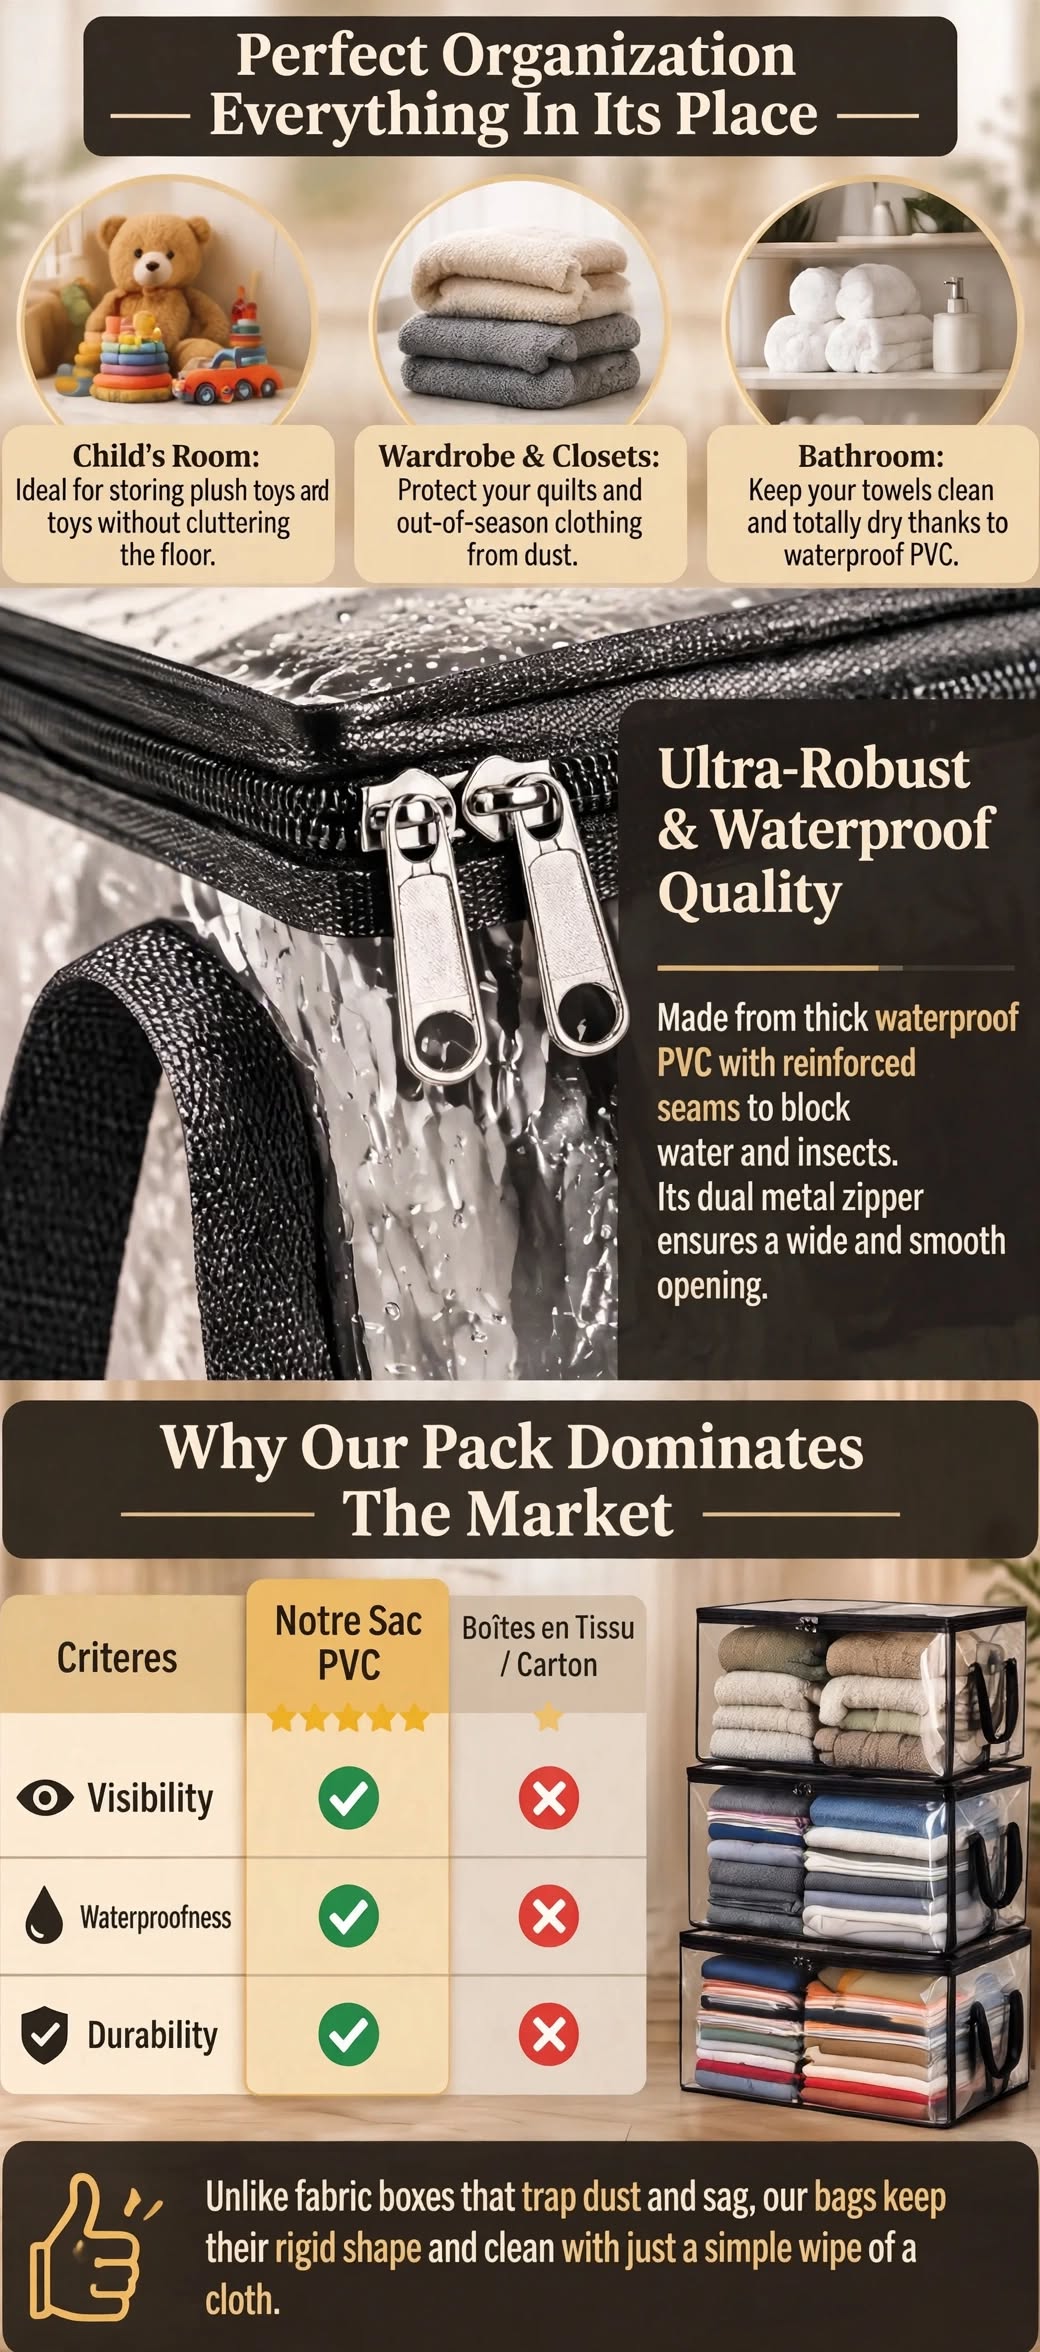 Perfect Organization
Everything In Its Place
Child's Room:
Ideal for storing plush toys and
toys without cluttering
the floor.
Wardrobe & Closets:
Protect your quilts and
out-of-season clothing
from dust.
Bathroom:
Keep your towels clean
and totally dry thanks to
waterproof PVC.
Ultra-Robust
& Waterproof
Quality
Made from thick waterproof
PVC with reinforced
seams to block
water and insects.
Its dual metal zipper
ensures a wide and smooth
opening.
Why Our Pack Dominates
The Market
Criteres
Notre Sac
PVC
Boîtes en Tissu
/ Carton
Visibility
Waterproofness
Durability
Unlike fabric boxes that trap dust and sag, our bags keep
their rigid shape and clean with just a simple wipe of a
cloth.